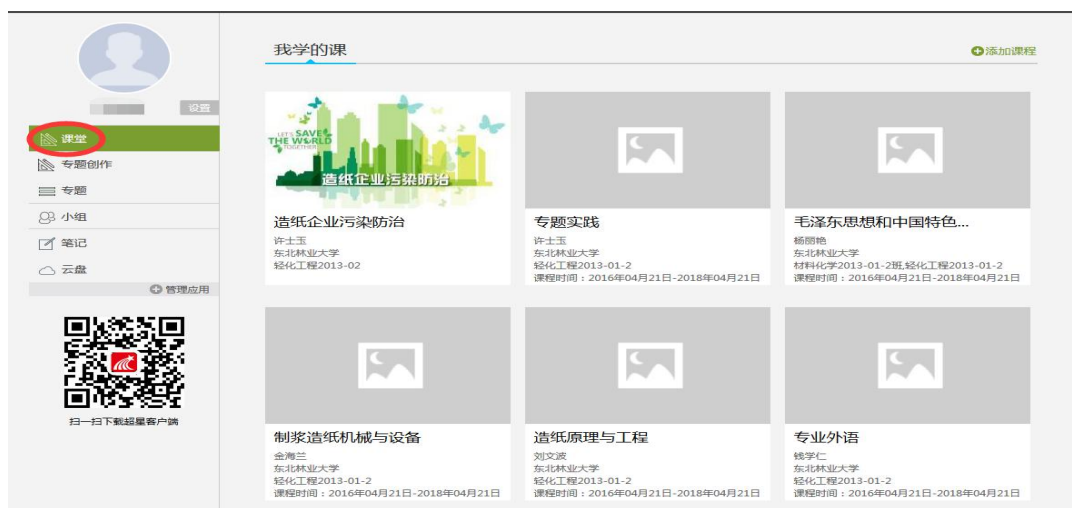 设置
课堂
专题创作
专题
小组
笔记
云盘
管理应用
扫一扫下载超星客户端
我学的课
添加课程
LET'S SAVE
THE WORLD
TOGETHER
造纸企业污染防治
造纸企业污染防治
许士玉
东北林业大学
轻化工程2013-02
专题实践
许士玉
东北林业大学
轻化工程2013-01-2
课程时间：2016年04月21日-2018年04月21日
毛泽东思想和中国特色...
杨丽艳
东北林业大学
材料化学2013-01-2班,轻化工程2013-01-2
课程时间：2016年04月21日-2018年04月21日
制浆造纸机械与设备
金海兰
东北林业大学
轻化工程2013-01-2
课程时间：2016年04月21日-2018年04月21日
造纸原理与工程
刘文波
东北林业大学
轻化工程2013-01-2
课程时间：2016年04月21日-2018年04月21日
专业外语
钱学仁
东北林业大学
轻化工程2013-01-2
课程时间：2016年04月21日-2018年04月21日